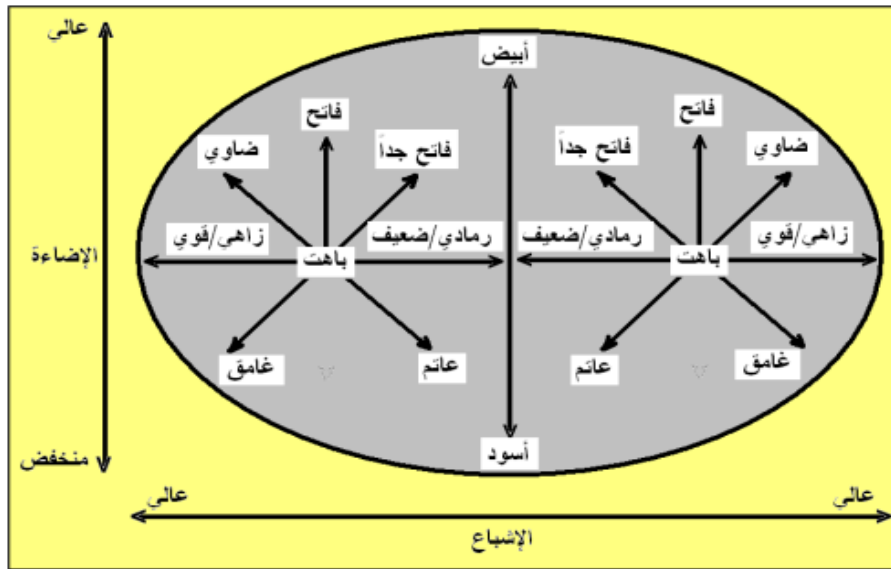 عالي
أبيض
فاتح
فاتح
ضاوي
فاتح جداً
فاتح جداً
ضاوي
زاهي/قوي
رمادي/ضعيف
رمادي/ضعيف
زاهي/قوي
الإضاءة
باهت
باهت
غامق
عاتم
عاتم
غامق
أسود
منخفض
عالي
عالي
الإشباع